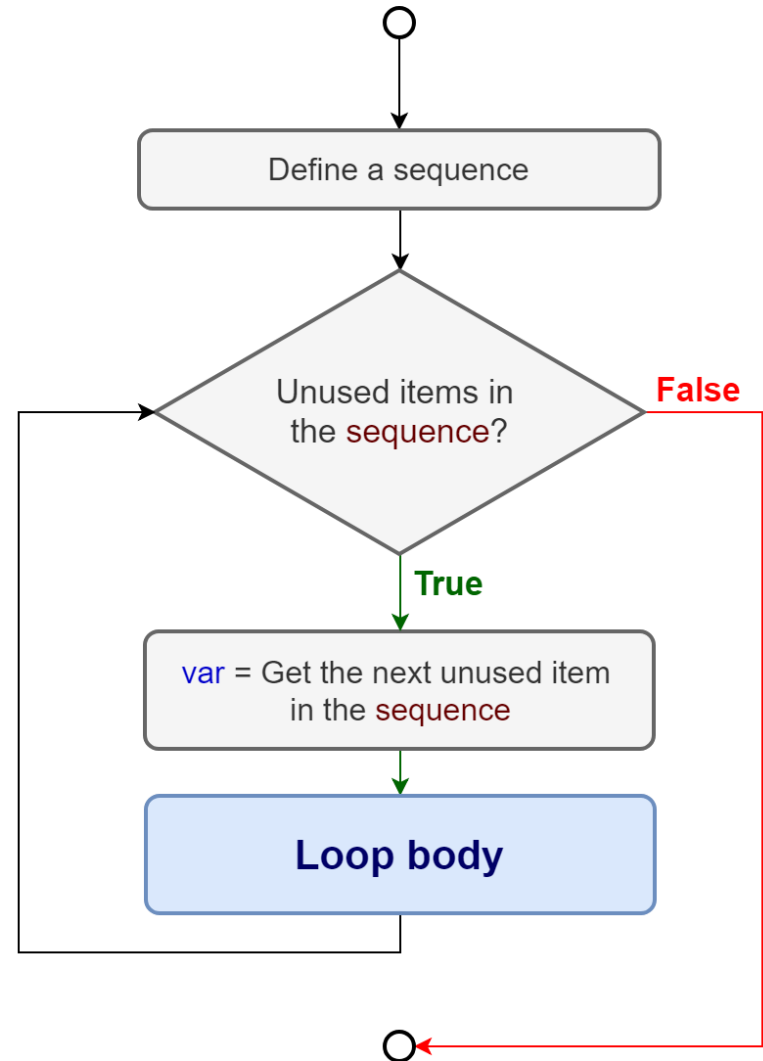 Define a sequence
Unused items in
the sequence?
False
True
var = Get the next unused item
in the sequence
Loop body